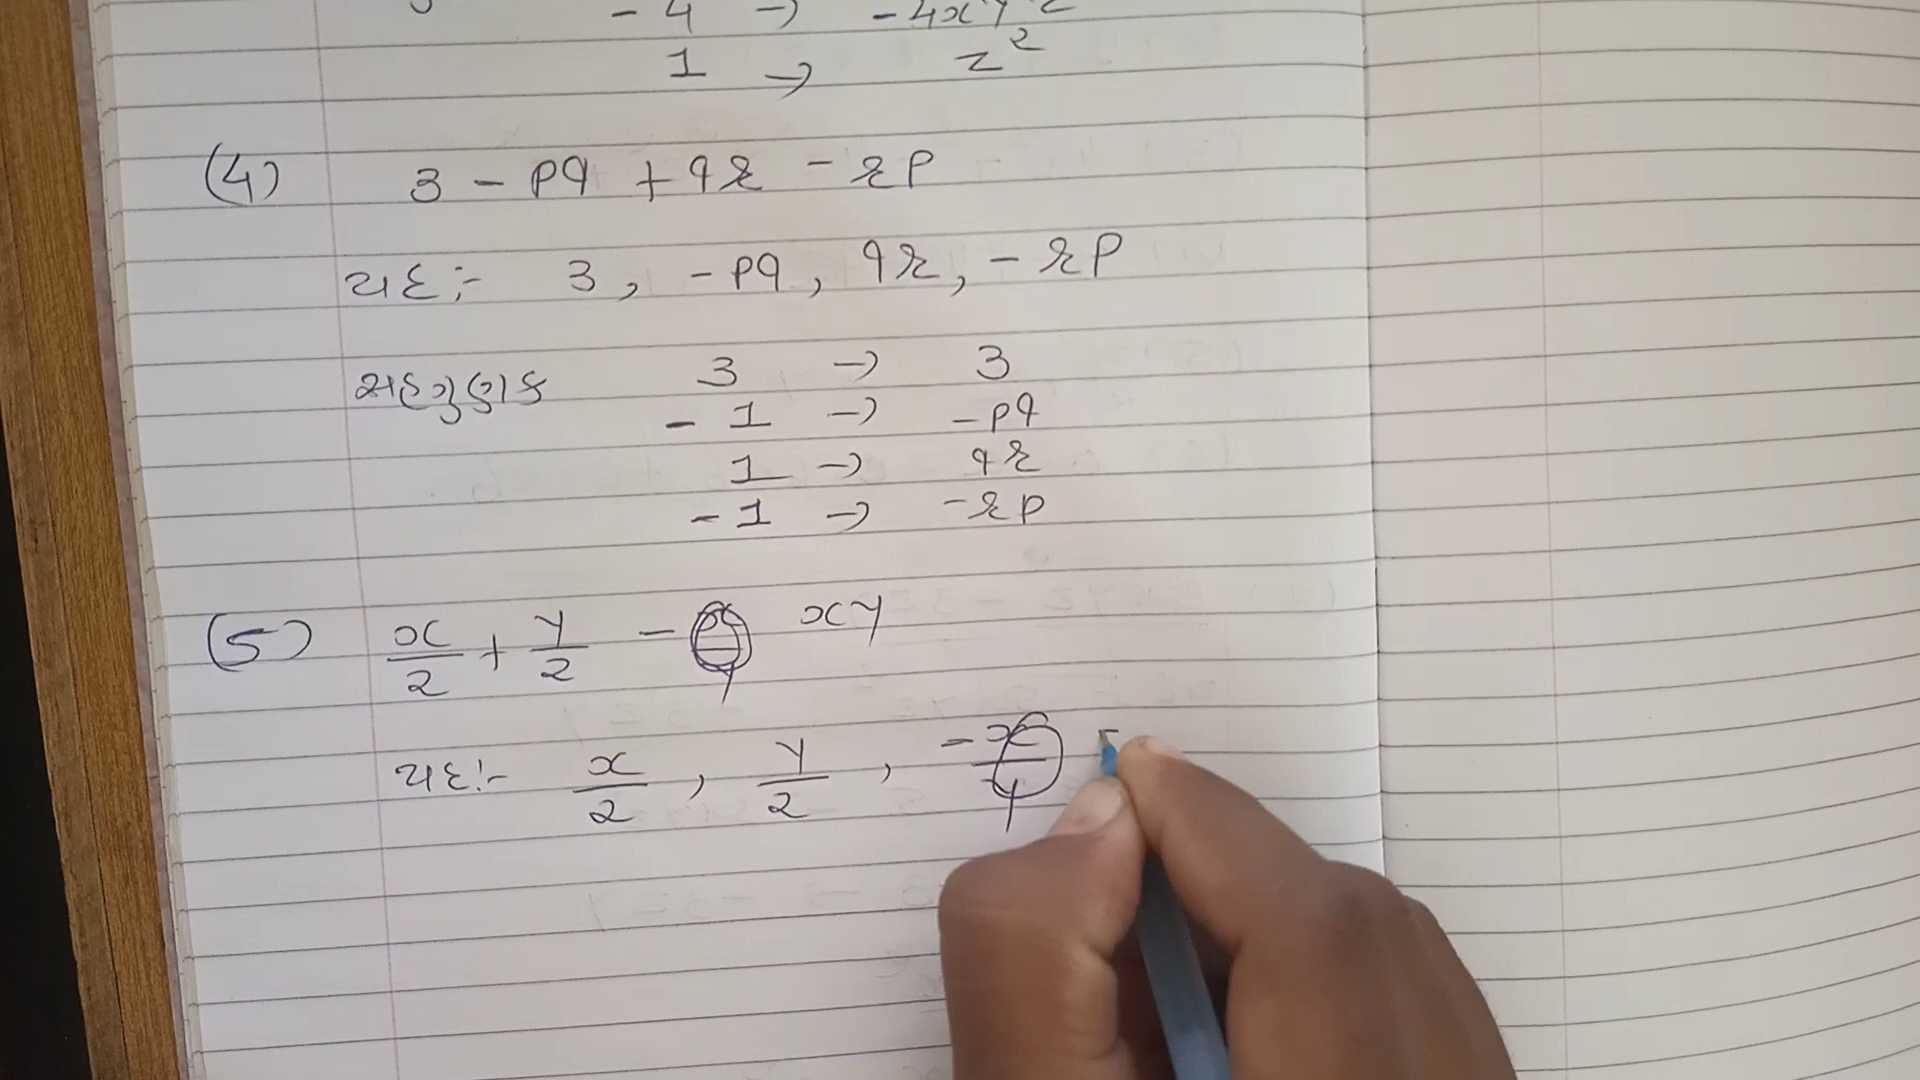 - 4 → - 4xy
1 → z²
(4) 3 - pq + qr - rp
પદ :- 3, - pq, qr, - rp
સહગુણક 3 → 3
- 1 → - pq
1 → qr
- 1 → - rp
(5) x/2 + y/2 - xy
પદ :- x/2, y/2, -